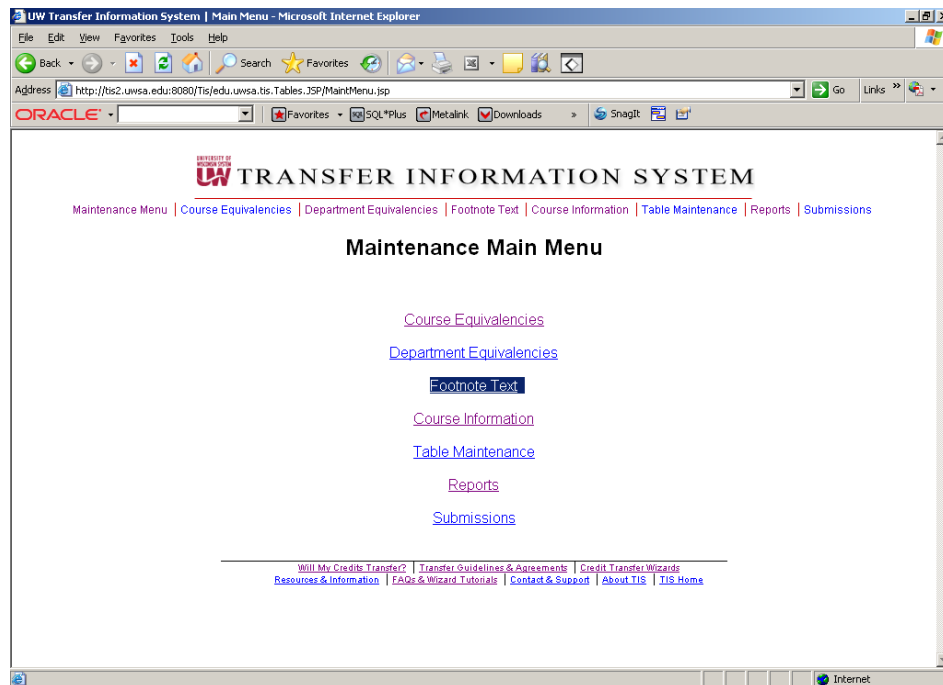 UW Transfer Information System | Main Menu - Microsoft Internet Explorer
File Edit View Favorites Tools Help
Back Search Favorites
Address http://tis2.uwsa.edu:8080/Tis/edu.uwsa.tis.Tables.JSP/MaintMenu.jsp Go Links »
ORACLE Favorites SQL*Plus Metalink Downloads » SnagIt
UNIVERSITY OF
WISCONSIN SYSTEM
UW TRANSFER INFORMATION SYSTEM
Maintenance Menu | Course Equivalencies | Department Equivalencies | Footnote Text | Course Information | Table Maintenance | Reports | Submissions
Maintenance Main Menu
Course Equivalencies
Department Equivalencies
Footnote Text
Course Information
Table Maintenance
Reports
Submissions
Will My Credits Transfer? | Transfer Guidelines & Agreements | Credit Transfer Wizards
Resources & Information | FAQs & Wizard Tutorials | Contact & Support | About TIS | TIS Home
Internet